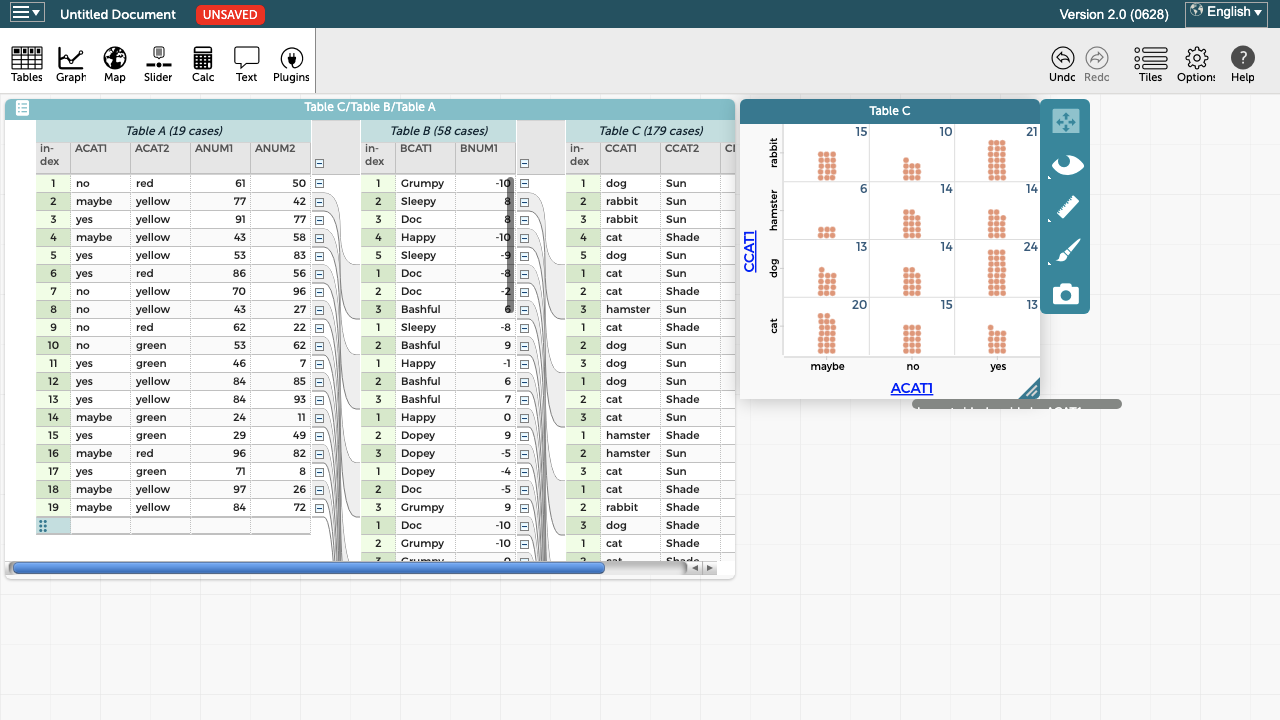 Untitled Document UNSAVED Version 2.0 (0628) English
Tables Graph Map Slider Calc Text Plugins Undo Redo Tiles Options Help
Table C/Table B/Table A
Table A (19 cases) Table B (58 cases) Table C (179 cases)
in-dex ACAT1 ACAT2 ANUM1 ANUM2 in-dex BCAT1 BNUM1 in-dex CCAT1 CCAT2
1 no red 61 50 1 Grumpy -10 1 dog Sun
2 maybe yellow 77 42 2 Sleepy 8 2 rabbit Sun
3 yes yellow 91 77 3 Doc 8 3 rabbit Sun
4 maybe yellow 43 58 4 Happy -10 4 cat Shade
5 yes yellow 53 83 5 Sleepy -9 5 dog Sun
6 yes red 86 56 1 Doc -8 1 cat Sun
7 no yellow 70 36 2 Doc -2 2 cat Shade
8 no yellow 43 27 3 Bashful 6 3 hamster Sun
9 no red 62 22 1 Sleepy -8 1 cat Shade
10 no green 53 62 2 Bashful 9 2 dog Sun
11 yes green 46 7 1 Happy -1 3 dog Sun
12 yes yellow 84 85 2 Bashful 6 1 dog Sun
13 yes yellow 84 93 3 Bashful 7 2 cat Shade
14 maybe green 24 11 1 Happy 0 3 cat Sun
15 yes green 29 49 2 Dopey 9 1 hamster Shade
16 maybe red 96 82 3 Dopey -5 2 hamster Sun
17 yes green 71 8 1 Dopey -4 3 cat Sun
18 maybe yellow 97 26 2 Doc -5 1 cat Shade
19 maybe yellow 84 72 3 Grumpy 9 2 rabbit Shade
1 Doc -10 3 dog Shade
2 Grumpy -10 1 cat Shade
Table C
CCAT1
rabbit 15 10 21
hamster 6 14 14
dog 13 14 24
cat 20 15 13
maybe no yes
ACAT1